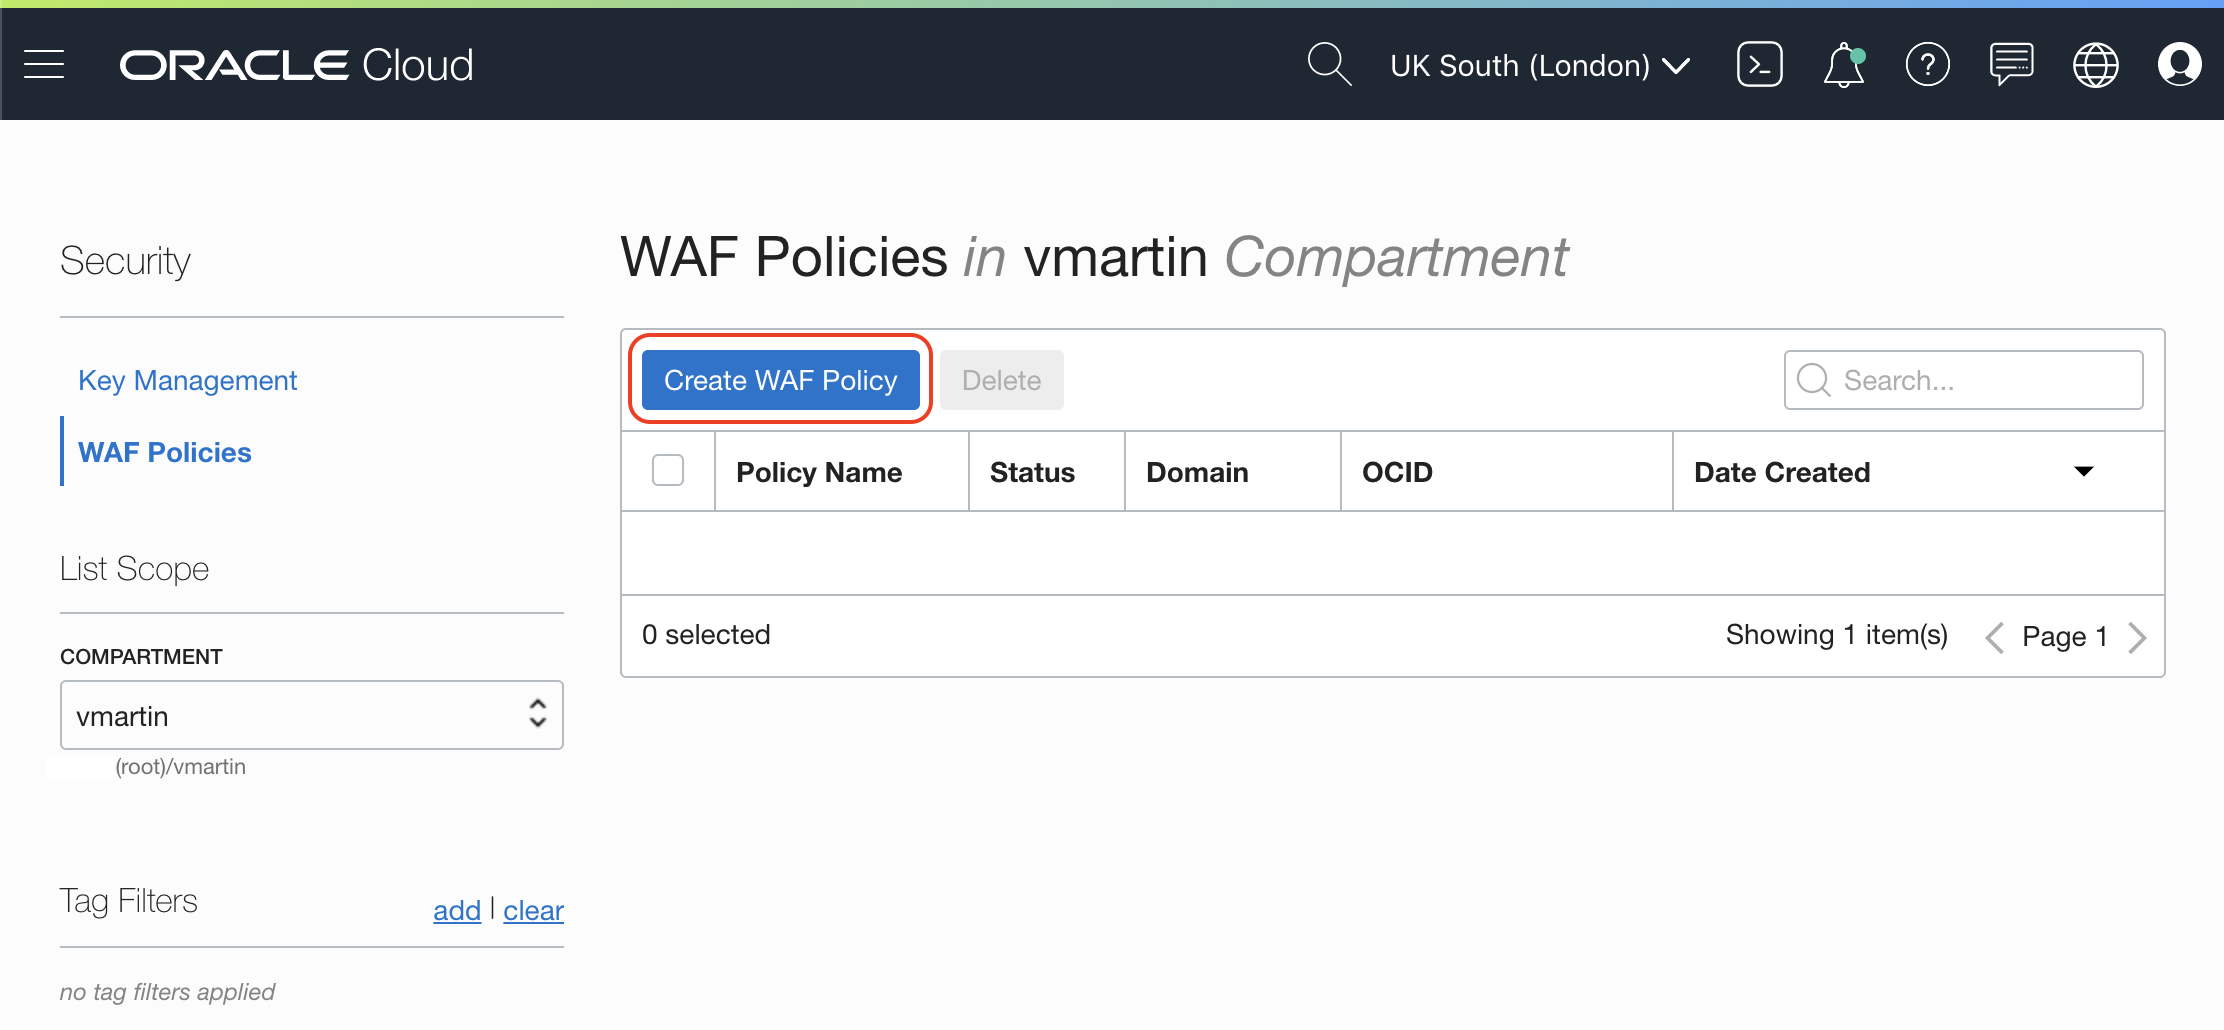 ORACLE Cloud
UK South (London)
Security
Key Management
WAF Policies
List Scope
COMPARTMENT
vmartin
(root)/vmartin
Tag Filters
add | clear
no tag filters applied
WAF Policies in vmartin Compartment
Create WAF Policy Delete Search...
Policy Name Status Domain OCID Date Created
0 selected Showing 1 item(s) Page 1